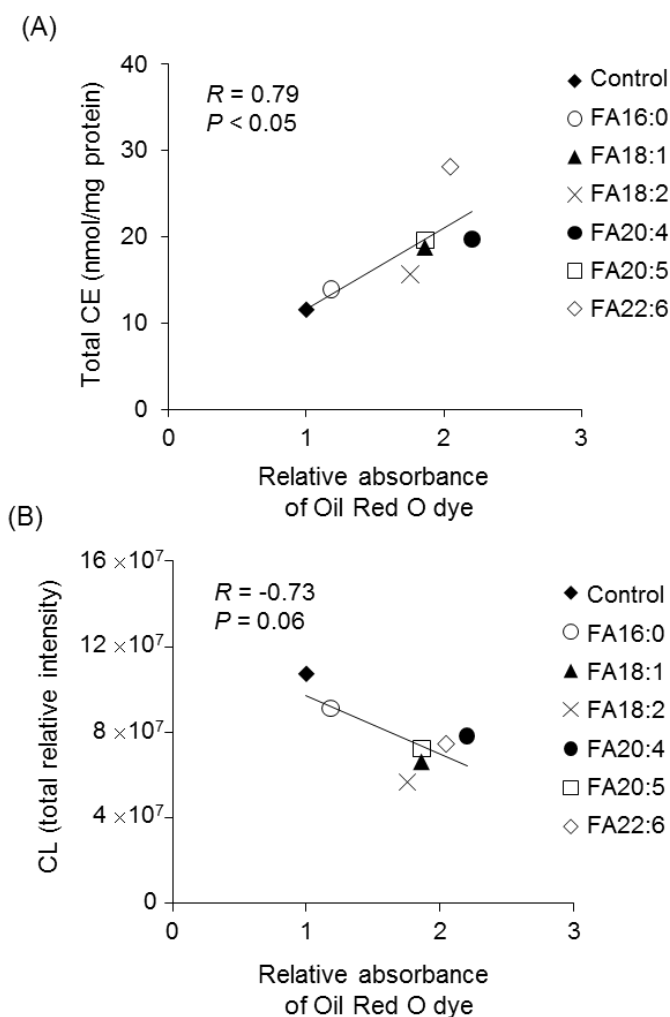 (A)
40
30
20
10
0
Total CE (nmol/mg protein)
R = 0.79
P < 0.05
0 1 2 3
Relative absorbance
of Oil Red O dye
Control
FA16:0
FA18:1
FA18:2
FA20:4
FA20:5
FA22:6
(B)
16 × 10⁷
12 × 10⁷
8 × 10⁷
4 × 10⁷
0
CL (total relative intensity)
R = -0.73
P = 0.06
0 1 2 3
Relative absorbance
of Oil Red O dye
Control
FA16:0
FA18:1
FA18:2
FA20:4
FA20:5
FA22:6